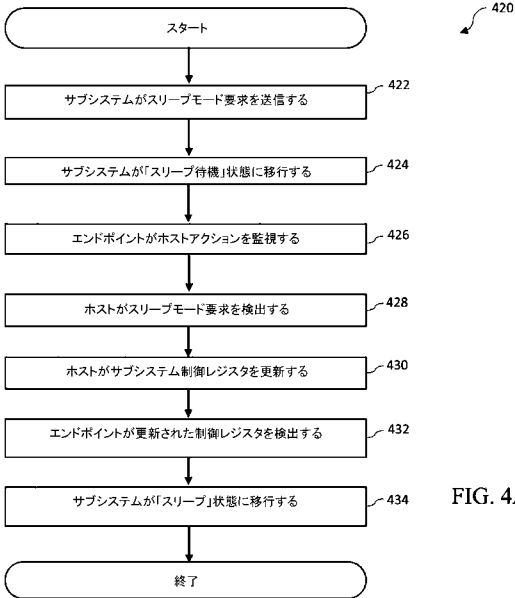 420
スタート
サブシステムがスリープモード要求を送信する
422
サブシステムが「スリープ待機」状態に移行する
424
エンドポイントがホストアクションを監視する
426
ホストがスリープモード要求を検出する
428
ホストがサブシステム制御レジスタを更新する
430
エンドポイントが更新された制御レジスタを検出する
432
サブシステムが「スリープ」状態に移行する
434
FIG. 4
終了